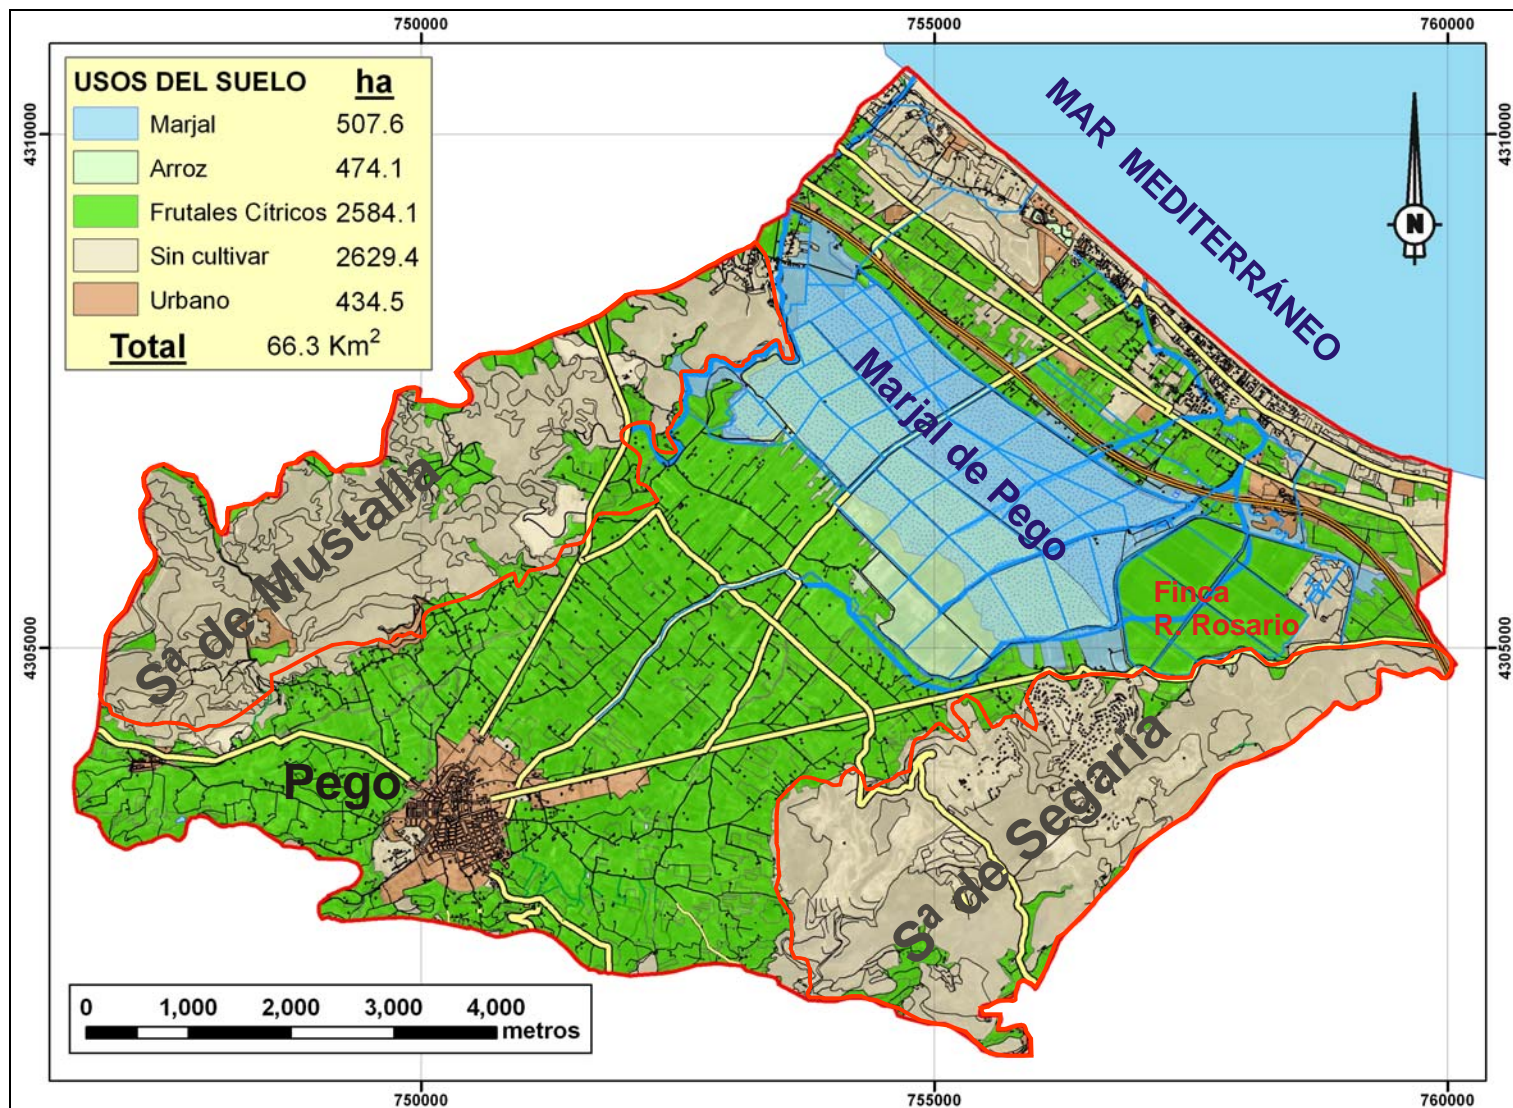 750000
755000
760000
USOS DEL SUELO ha
Marjal 507.6
Arroz 474.1
Frutales Cítricos 2584.1
Sin cultivar 2629.4
Urbano 434.5
Total 66.3 Km²
4310000
4310000
MAR MEDITERRÁNEO
N
Marjal de Pego
Sª de Mustalla
Finca
R. Rosario
4305000
4305000
Pego
Sª de Segaria
0 1,000 2,000 3,000 4,000
metros
750000
755000
760000